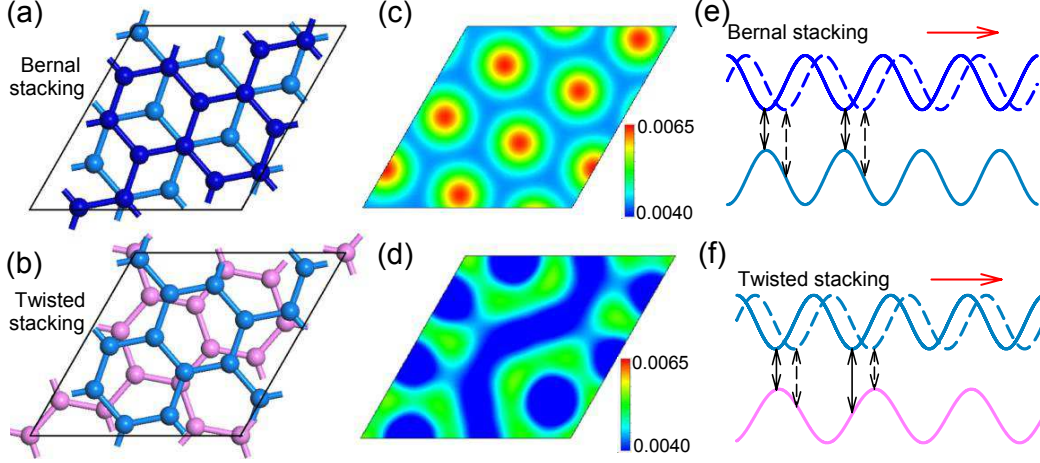 (a)
Bernal
stacking
(c)
0.0065
0.0040
(e)
Bernal stacking
(b)
Twisted
stacking
(d)
0.0065
0.0040
(f)
Twisted stacking